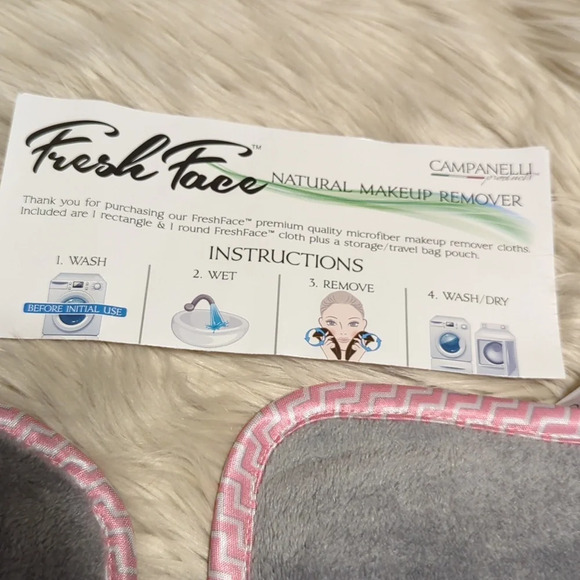 Fresh Face™
NATURAL MAKEUP REMOVER
CAMPANELLI
products
Thank you for purchasing our FreshFace™ premium quality microfiber makeup remover cloths.
Included are 1 rectangle & 1 round FreshFace™ cloth plus a storage/travel bag pouch.
INSTRUCTIONS
1. WASH
2. WET
3. REMOVE
4. WASH/DRY
BEFORE INITIAL USE